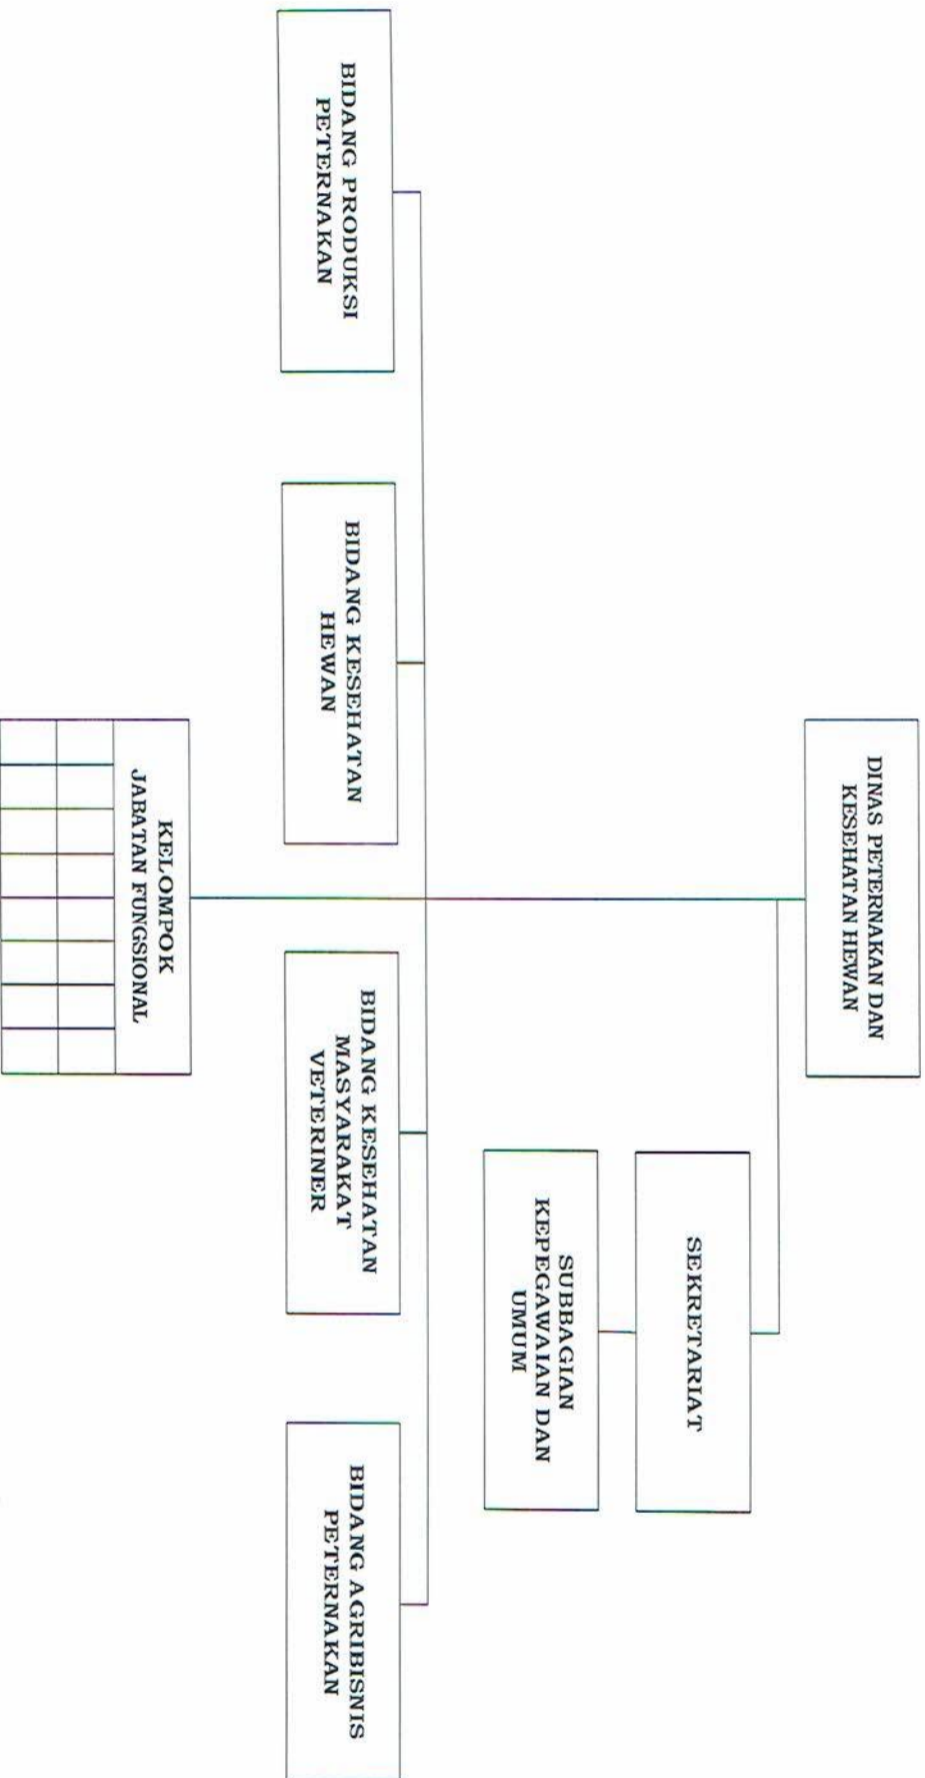 DINAS PETERNAKAN DAN
KESEHATAN HEWAN
SEKRETARIAT
SUBBAGIAN
KEPEGAWAIAN DAN
UMUM
BIDANG PRODUKSI
PETERNAKAN
BIDANG KESEHATAN
HEWAN
BIDANG KESEHATAN
MASYARAKAT
VETERINER
BIDANG AGRIBISNIS
PETERNAKAN
KELOMPOK
JABATAN FUNGSIONAL